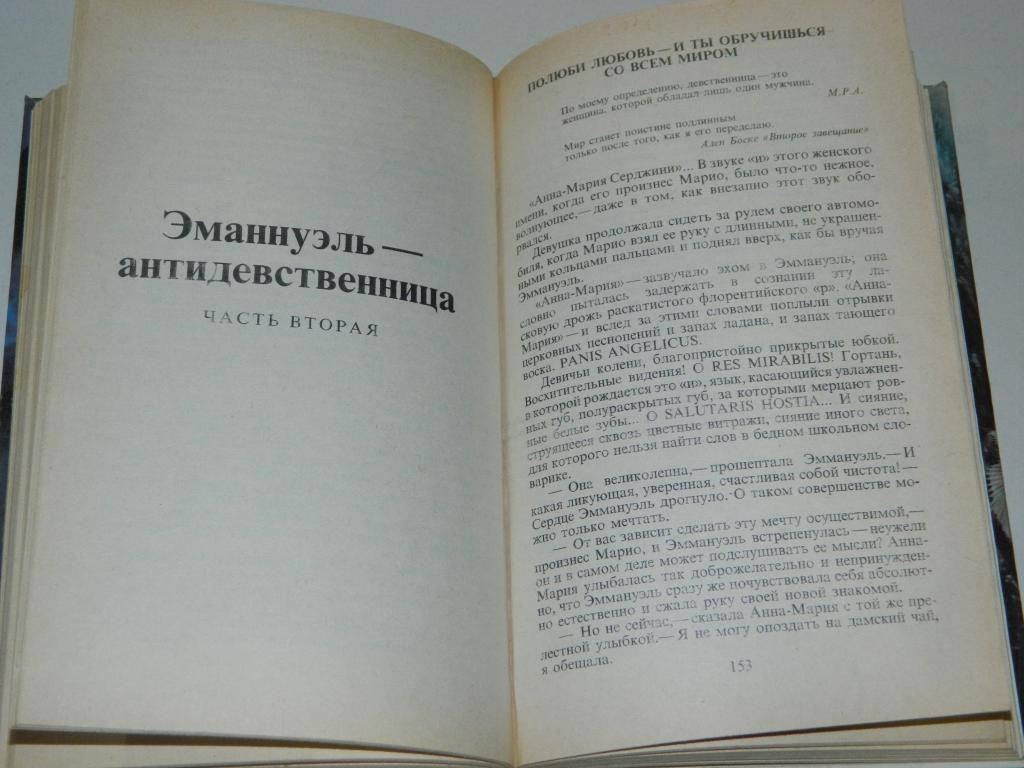 Эманнуэль —
антидевственница
ЧАСТЬ ВТОРАЯ
ПОЛЮБИ ЛЮБОВЬ — И ТЫ ОБРУЧИШЬСЯ
СО ВСЕМ МИРОМ
По моему определению, девственница — это
женщина, которой обладал лишь один мужчина.
М.Р.А.
Мир станет поистине подлинным
только после того, как я его переделаю.
Ален Боске «Второе завещание»
«Анна-Мария Серджини»... В звуке «и» этого женского
имени, когда его произнес Марио, было что-то нежное,
волнующее,— даже в том, как внезапно этот звук обо-
рвался.
Девушка продолжала сидеть за рулем своего автомо-
биля, когда Марио взял ее руку с длинными, не украшен-
ными кольцами пальцами и поднял вверх, как бы вручая
Эммануэль.
«Анна-Мария» — зазвучало эхом в Эммануэль; она
словно пыталась задержать в сознании эту ла-
сковую дрожь раскатистого флорентийского «р». «Анна-
Мария» — и вслед за этими словами поплыли отрывки
церковных песнопений и запах ладана, и запах тающего
воска. PANIS ANGELICUS.
Девичьи колени, благопристойно прикрытые юбкой.
Восхитительные видения! O RES MIRABILIS! Гортань,
в которой рождается это «и», язык, касающийся увлажнен-
ных губ, полураскрытых губ, за которыми мерцают ров-
ные белые зубы... O SALUTARIS HOSTIA... И сияние,
струящееся сквозь цветные витражи, сияние иного света,
для которого нельзя найти слов в бедном школьном сло-
варике.
— Она великолепна,— прошептала Эммануэль.— И
какая ликующая, уверенная, счастливая собой чистота! —
Сердце Эммануэль дрогнуло. О таком совершенстве мо-
жно только мечтать.
— От вас зависит сделать эту мечту осуществимой,—
произнес Марио, и Эммануэль встрепенулась — неужели
он и в самом деле может подслушивать ее мысли? Анна-
Мария улыбалась так доброжелательно и непринужден-
но, что Эммануэль сразу же почувствовала себя абсолют-
но естественно и сжала руку своей новой знакомой.
— Но не сейчас,— сказала Анна-Мария с той же пре-
лестной улыбкой.— Я не могу опоздать на дамский чай,
я обещала.
153